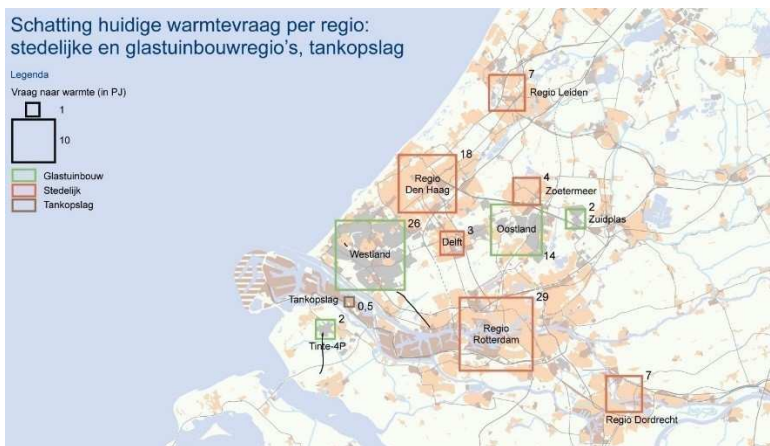 Schatting huidige warmtevraag per regio:
stedelijke en glastuinbouwregio's, tankopslag
Legenda
Vraag naar warmte (in PJ)
1
10
Glastuinbouw
Stedelijk
Tankopslag
7
Regio Leiden
18
Regio
Den Haag
4
Zoetermeer
2
Zuidplas
26
Westland
3
Delft
Oostland
14
Tankopslag
0,5
2
Tinte-4P
29
Regio
Rotterdam
7
Regio Dordrecht